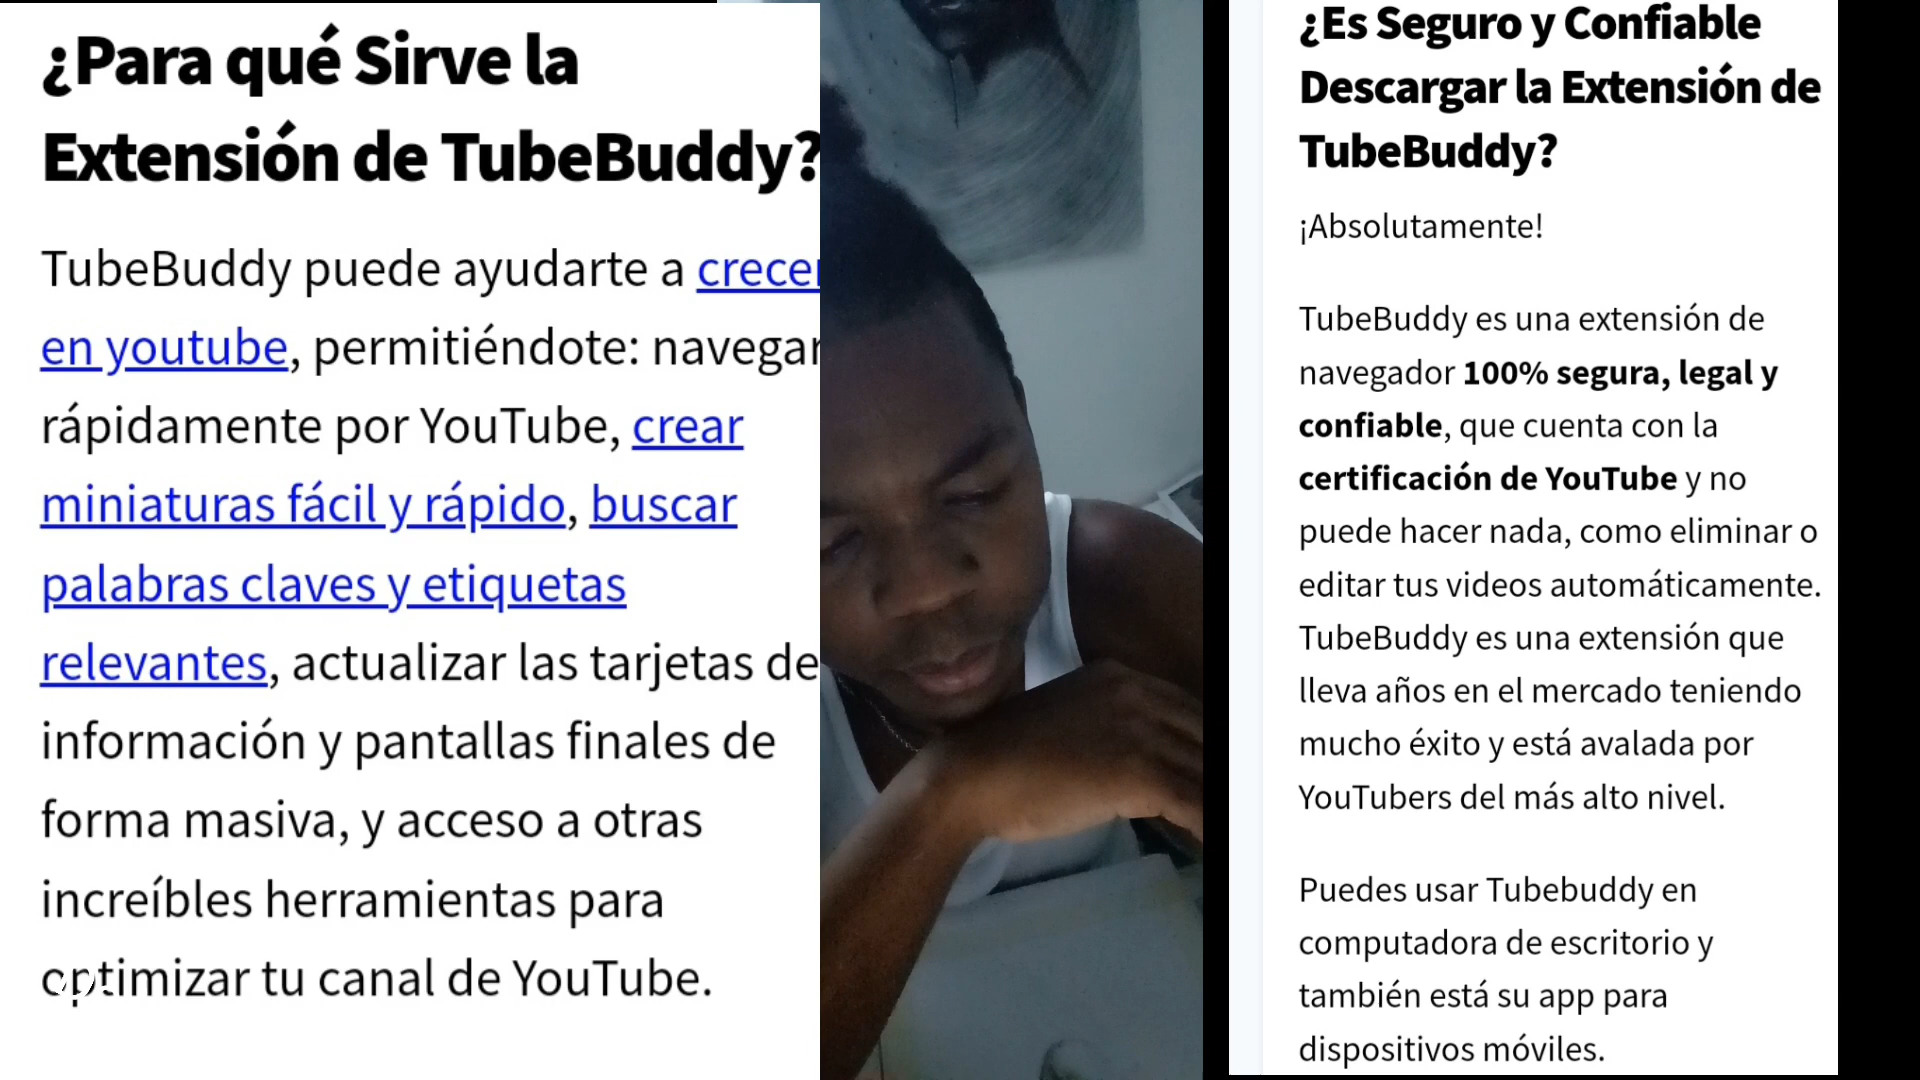 ¿Para qué Sirve la
Extensión de TubeBuddy?
TubeBuddy puede ayudarte a crecer
en youtube, permitiéndote: navegar
rápidamente por YouTube, crear
miniaturas fácil y rápido, buscar
palabras claves y etiquetas
relevantes, actualizar las tarjetas de
información y pantallas finales de
forma masiva, y acceso a otras
increíbles herramientas para
optimizar tu canal de YouTube.
¿Es Seguro y Confiable
Descargar la Extensión de
TubeBuddy?
¡Absolutamente!
TubeBuddy es una extensión de
navegador 100% segura, legal y
confiable, que cuenta con la
certificación de YouTube y no
puede hacer nada, como eliminar o
editar tus videos automáticamente.
TubeBuddy es una extensión que
lleva años en el mercado teniendo
mucho éxito y está avalada por
YouTubers del más alto nivel.
Puedes usar Tubebuddy en
computadora de escritorio y
también está su app para
dispositivos móviles.